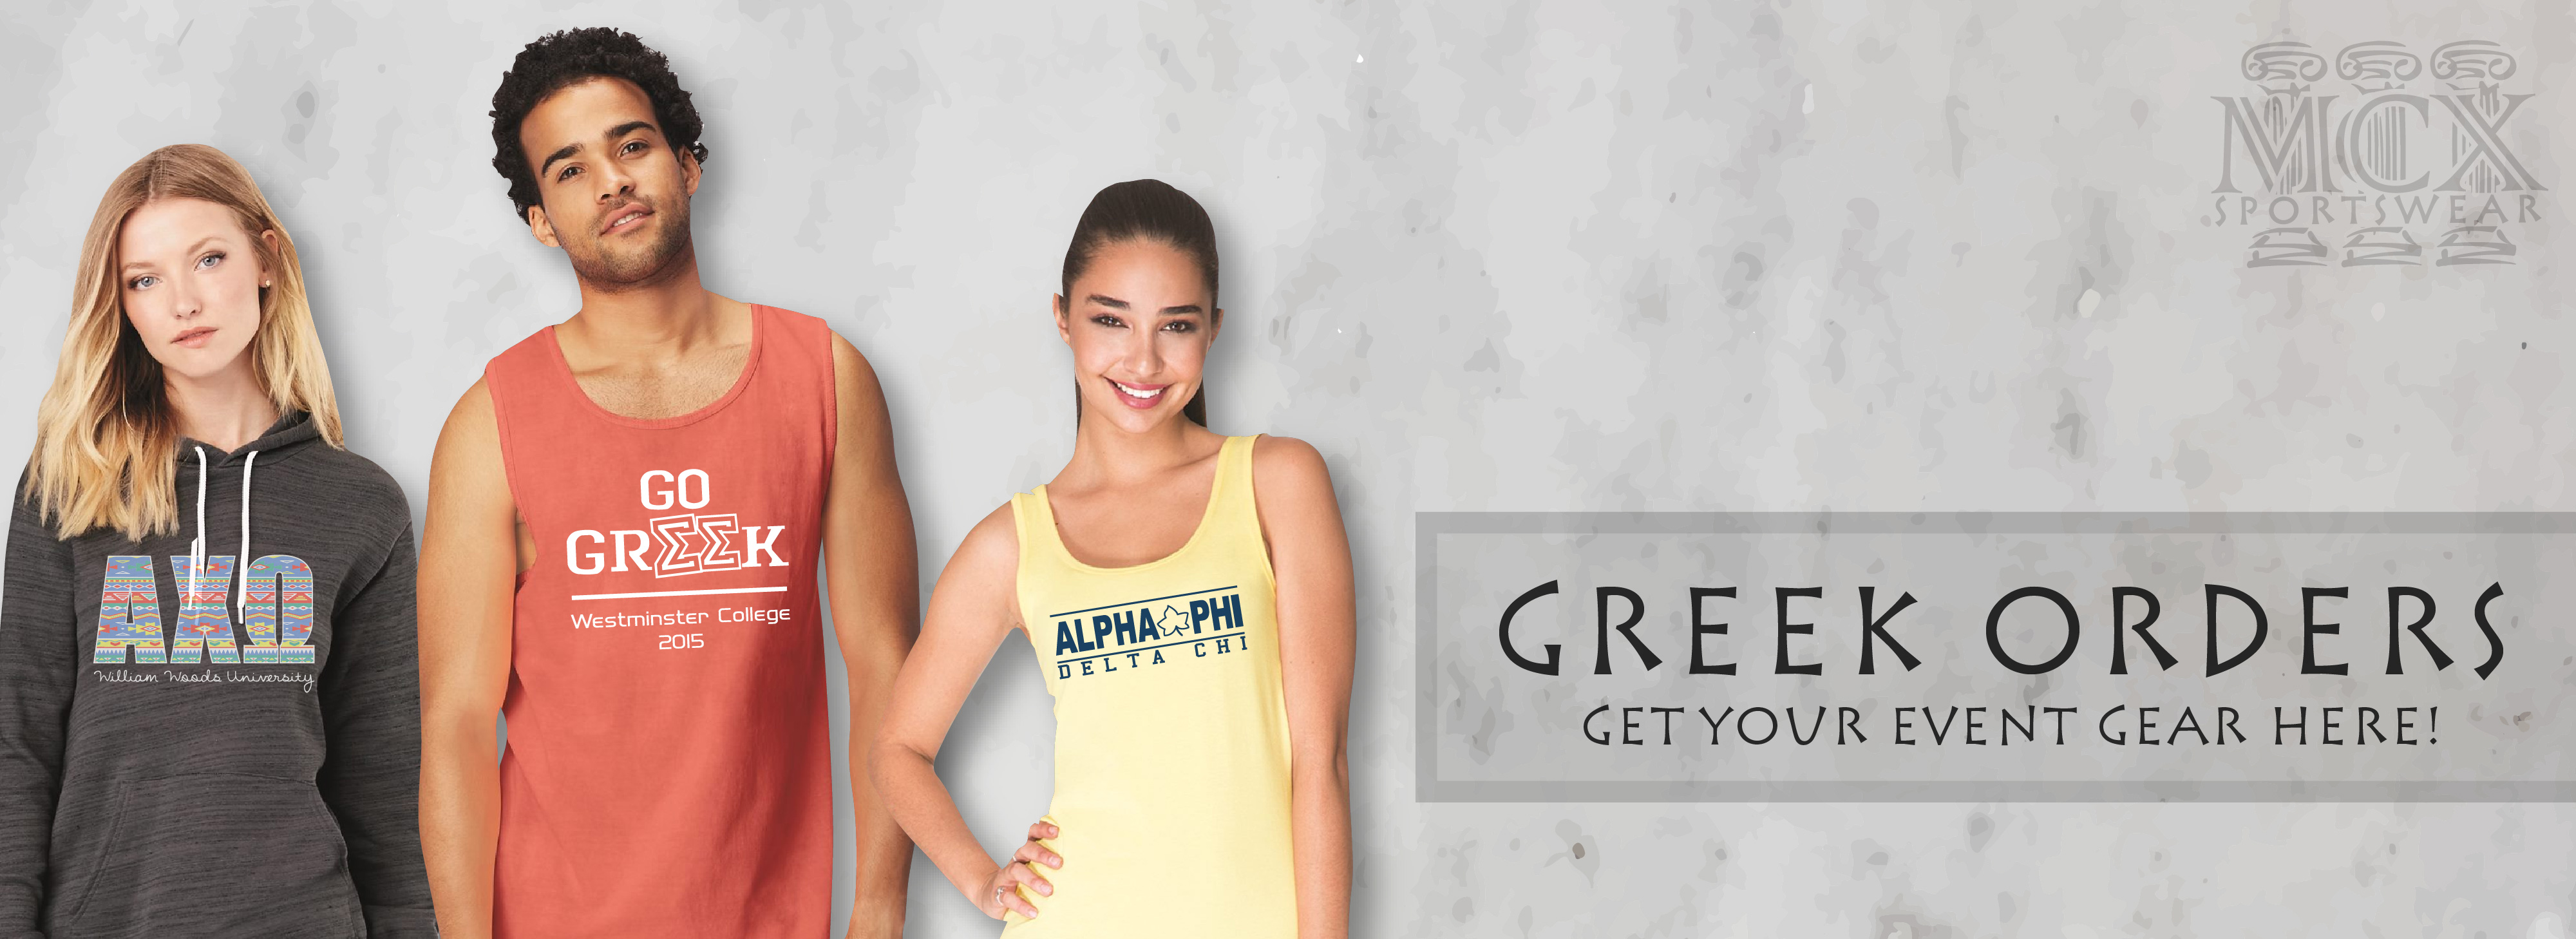 ΑΧΩ
William Woods University
GO
GRΣΣK
Westminster College
2015
ALPHA PHI
DELTA CHI
MCX
SPORTSWEAR
GREEK ORDERS
GET YOUR EVENT GEAR HERE!